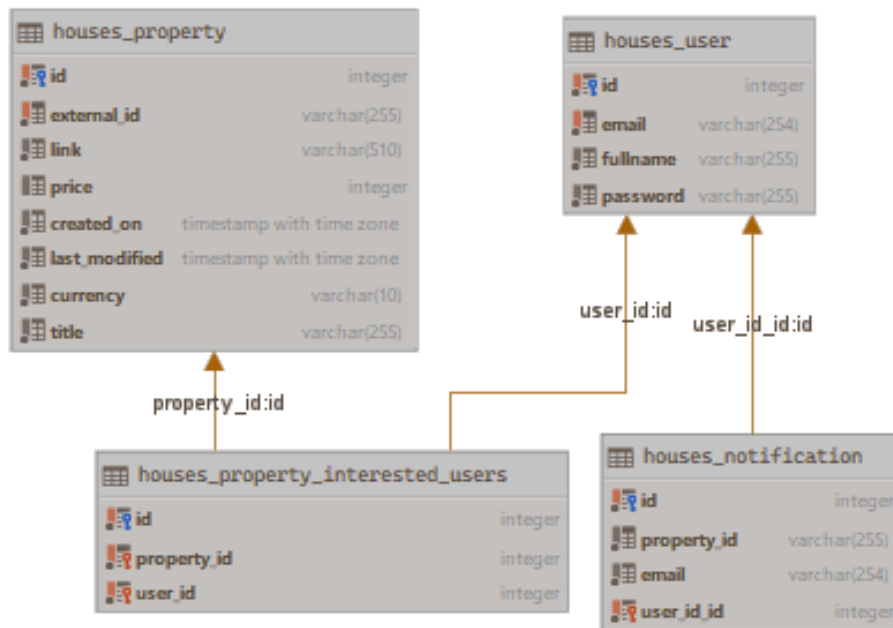 houses_property
id integer
external_id varchar(255)
link varchar(510)
price integer
created_on timestamp with time zone
last_modified timestamp with time zone
currency varchar(10)
title varchar(255)
houses_user
id integer
email varchar(254)
fullname varchar(255)
password varchar(255)
user_id:id
user_id_id:id
property_id:id
houses_property_interested_users
id integer
property_id integer
user_id integer
houses_notification
id integer
property_id varchar(255)
email varchar(254)
user_id_id integer